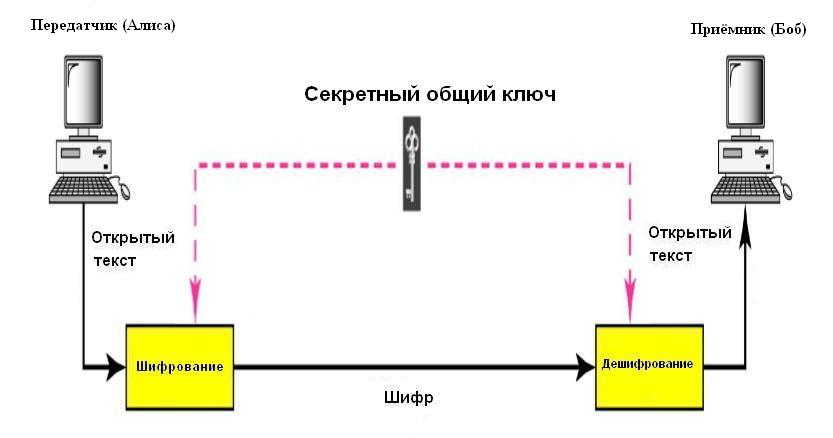 Передатчик (Алиса)
Приёмник (Боб)
Секретный общий ключ
Открытый
текст
Открытый
текст
Шифрование
Дешифрование
Шифр